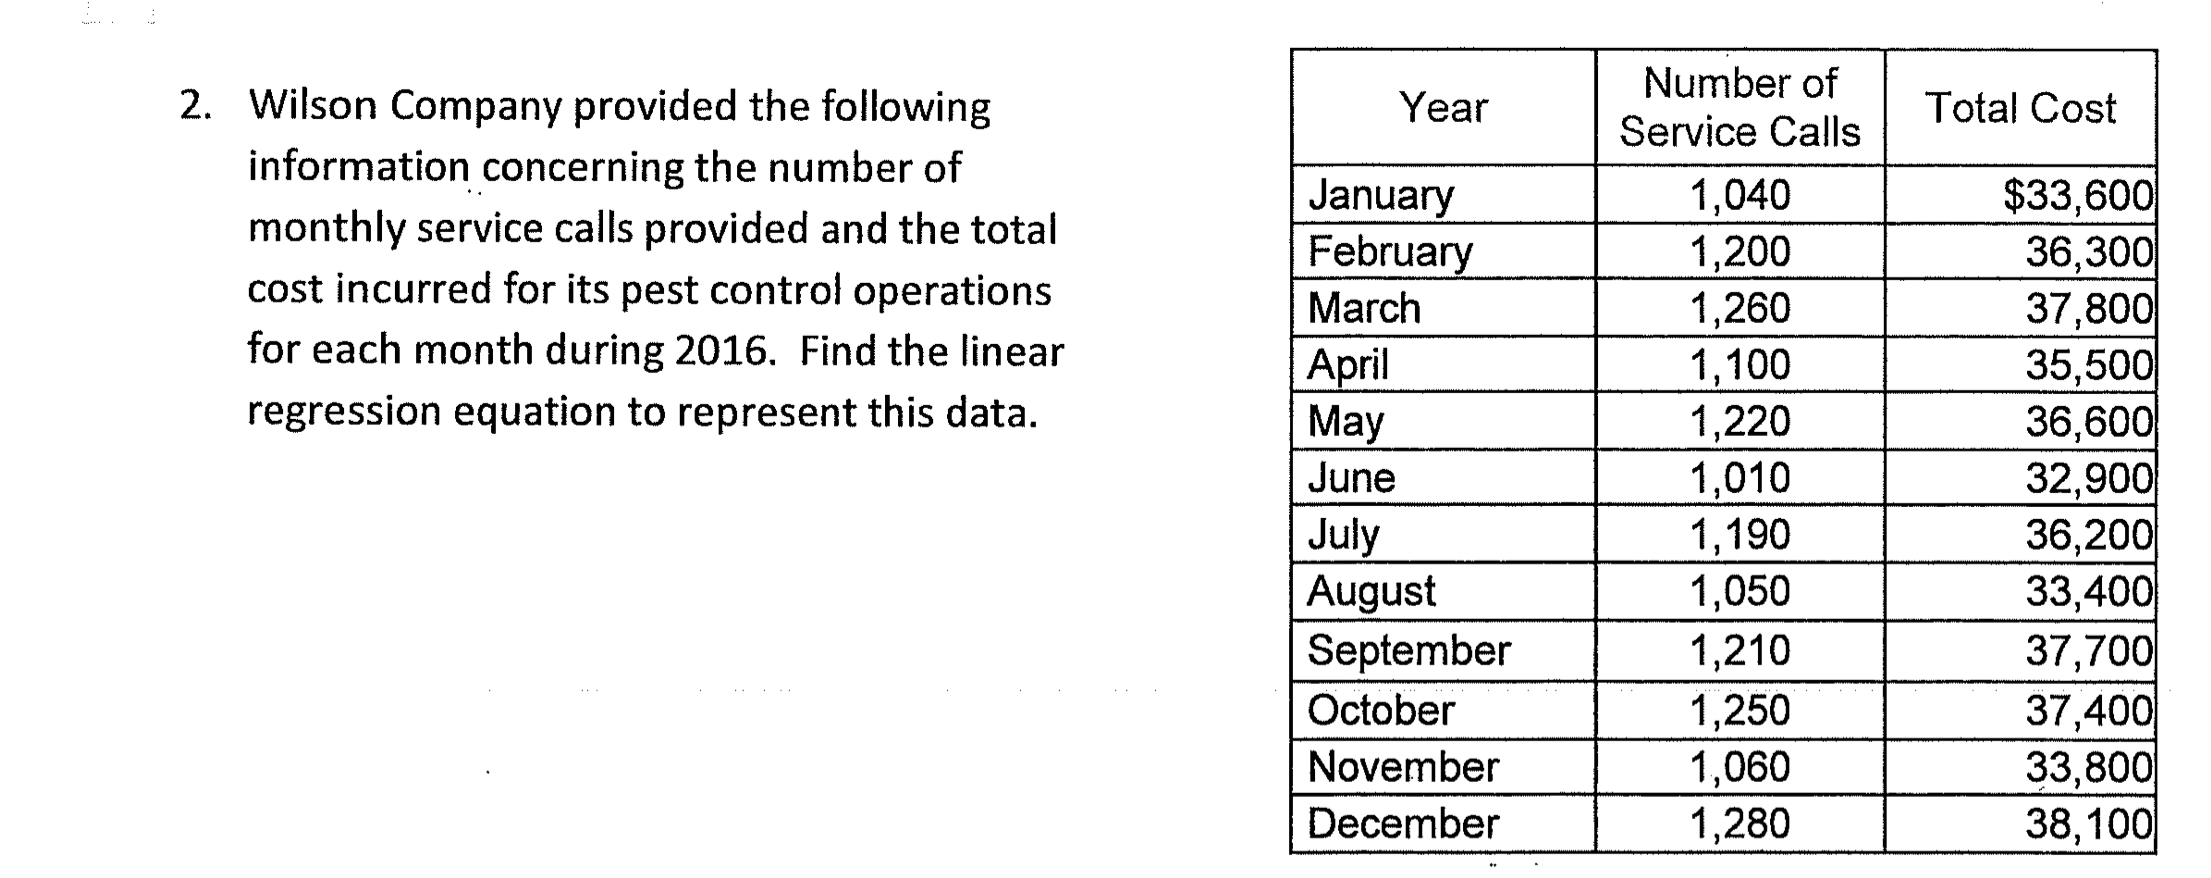 2. Wilson Company provided the following
information concerning the number of
monthly service calls provided and the total
cost incurred for its pest control operations
for each month during 2016. Find the linear
regression equation to represent this data.
Year Number of Service Calls Total Cost
January 1,040 $33,600
February 1,200 36,300
March 1,260 37,800
April 1,100 35,500
May 1,220 36,600
June 1,010 32,900
July 1,190 36,200
August 1,050 33,400
September 1,210 37,700
October 1,250 37,400
November 1,060 33,800
December 1,280 38,100